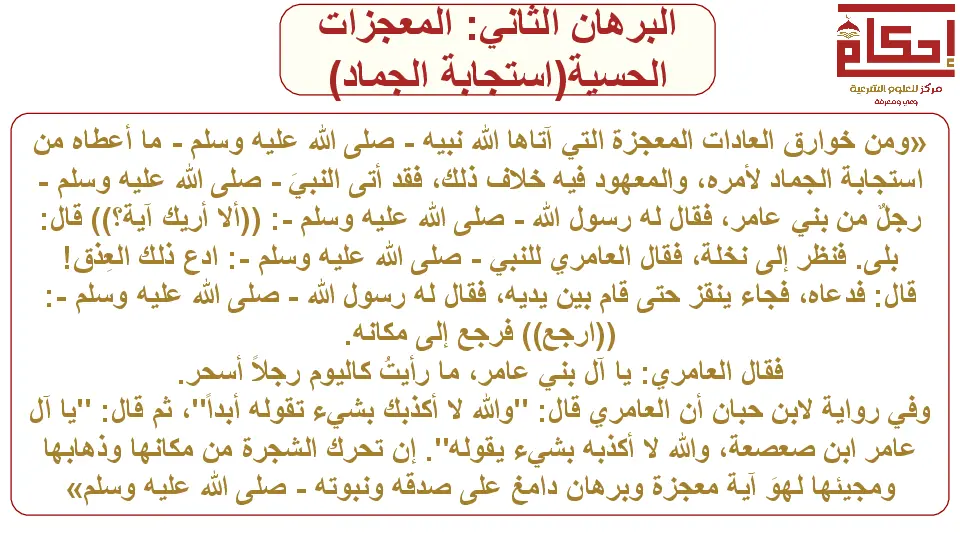 البرهان الثاني: المعجزات
الحسية(استجابة الجماد)
إحكام
مركز للعلوم الشرعية
وعي ومعرفة
«ومن خوارق العادات المعجزة التي آتاها الله نبيه - صلى الله عليه وسلم - ما أعطاه من
استجابة الجماد لأمره، والمعهود فيه خلاف ذلك، فقد أتى النبيَ - صلى الله عليه وسلم -
رجلٌ من بني عامر، فقال له رسول الله - صلى الله عليه وسلم -: ((ألا أريك آية؟)) قال:
بلى. فنظر إلى نخلة، فقال العامري للنبي - صلى الله عليه وسلم -: ادع ذلك العِذق!
قال: فدعاه، فجاء ينقز حتى قام بين يديه، فقال له رسول الله - صلى الله عليه وسلم -:
((ارجع)) فرجع إلى مكانه.
فقال العامري: يا آل بني عامر، ما رأيتُ كاليوم رجلاً أسحر.
وفي رواية لابن حبان أن العامري قال: "والله لا أكذبك بشيء تقوله أبداً"، ثم قال: "يا آل
عامر ابن صعصعة، والله لا أكذبه بشيء يقوله". إن تحرك الشجرة من مكانها وذهابها
ومجيئها لهوَ آية معجزة وبرهان دامغ على صدقه ونبوته - صلى الله عليه وسلم»